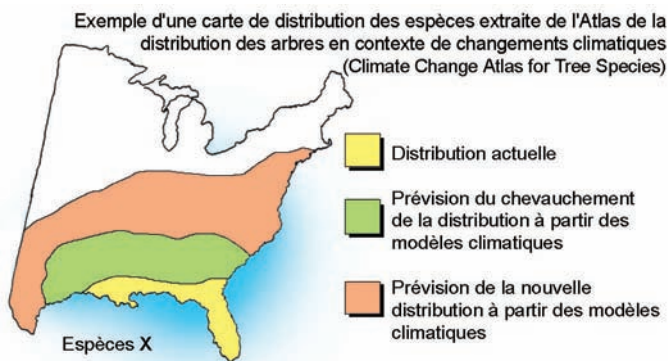 Exemple d'une carte de distribution des espèces extraite de l'Atlas de la
distribution des arbres en contexte de changements climatiques
(Climate Change Atlas for Tree Species)
Distribution actuelle
Prévision du chevauchement
de la distribution à partir des
modèles climatiques
Prévision de la nouvelle
distribution à partir des modèles
climatiques
Espèces X